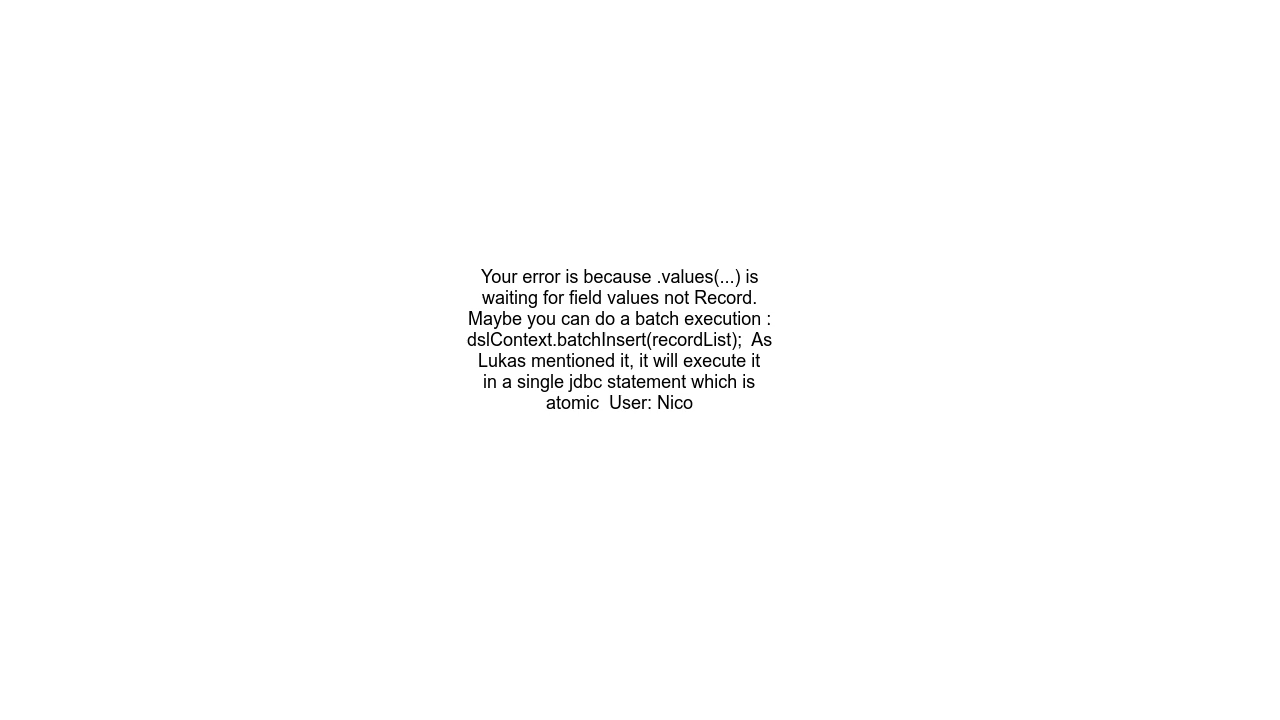 Your error is because .values(...) is
waiting for field values not Record.
Maybe you can do a batch execution :
dslContext.batchInsert(recordList);  As
Lukas mentioned it, it will execute it
in a single jdbc statement which is
atomic  User: Nico